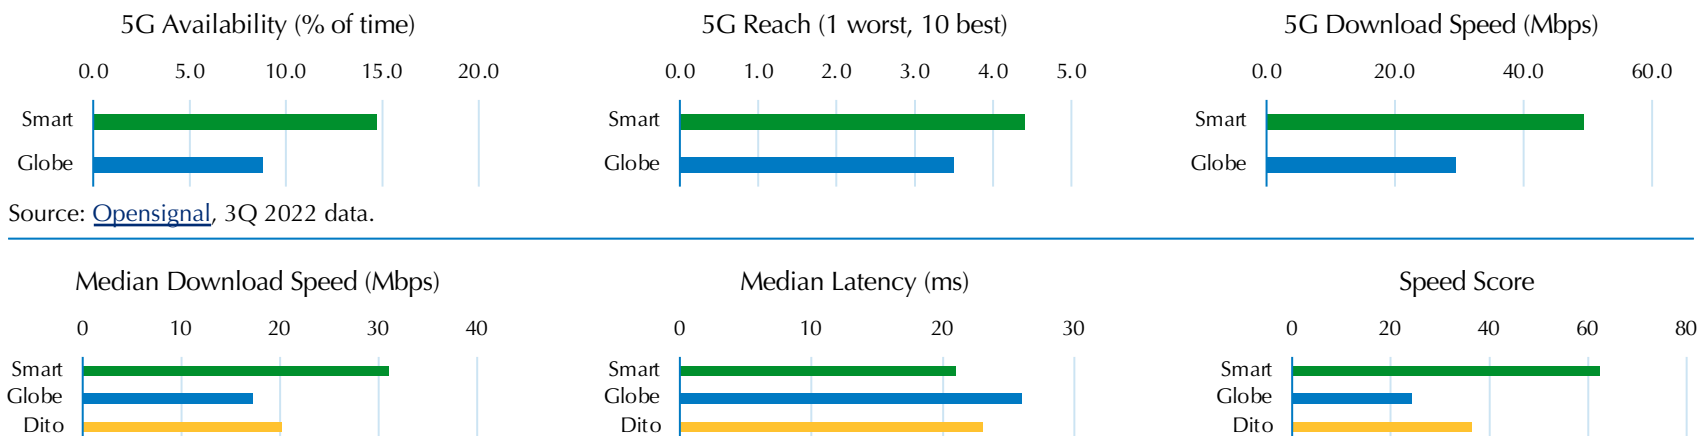 5G Availability (% of time)
0.0 5.0 10.0 15.0 20.0
Smart
Globe
5G Reach (1 worst, 10 best)
0.0 1.0 2.0 3.0 4.0 5.0
Smart
Globe
5G Download Speed (Mbps)
0.0 20.0 40.0 60.0
Smart
Globe
Source: Opensignal, 3Q 2022 data.
Median Download Speed (Mbps)
0 10 20 30 40
Smart
Globe
Dito
Median Latency (ms)
0 10 20 30
Smart
Globe
Dito
Speed Score
0 20 40 60 80
Smart
Globe
Dito